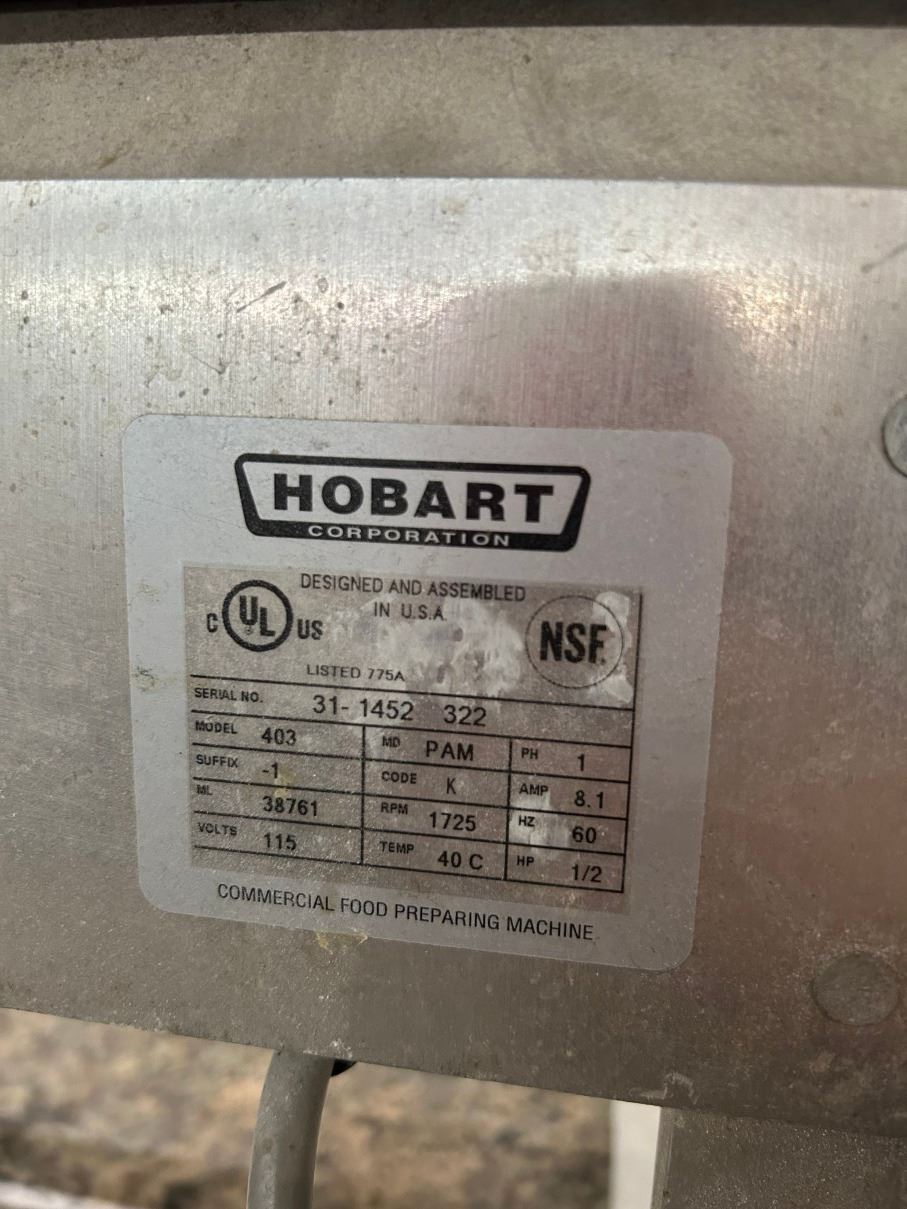 HOBART
CORPORATION
DESIGNED AND ASSEMBLED
IN U.S.A.
C UL US
NSF.
LISTED 775A
SERIAL NO. 31-1452 322
MODEL 403 MD PAM PH 1
SUFFIX -1 CODE K AMP 8.1
ML 38761 RPM 1725 HZ 60
VOLTS 115 TEMP 40 C HP 1/2
COMMERCIAL FOOD PREPARING MACHINE